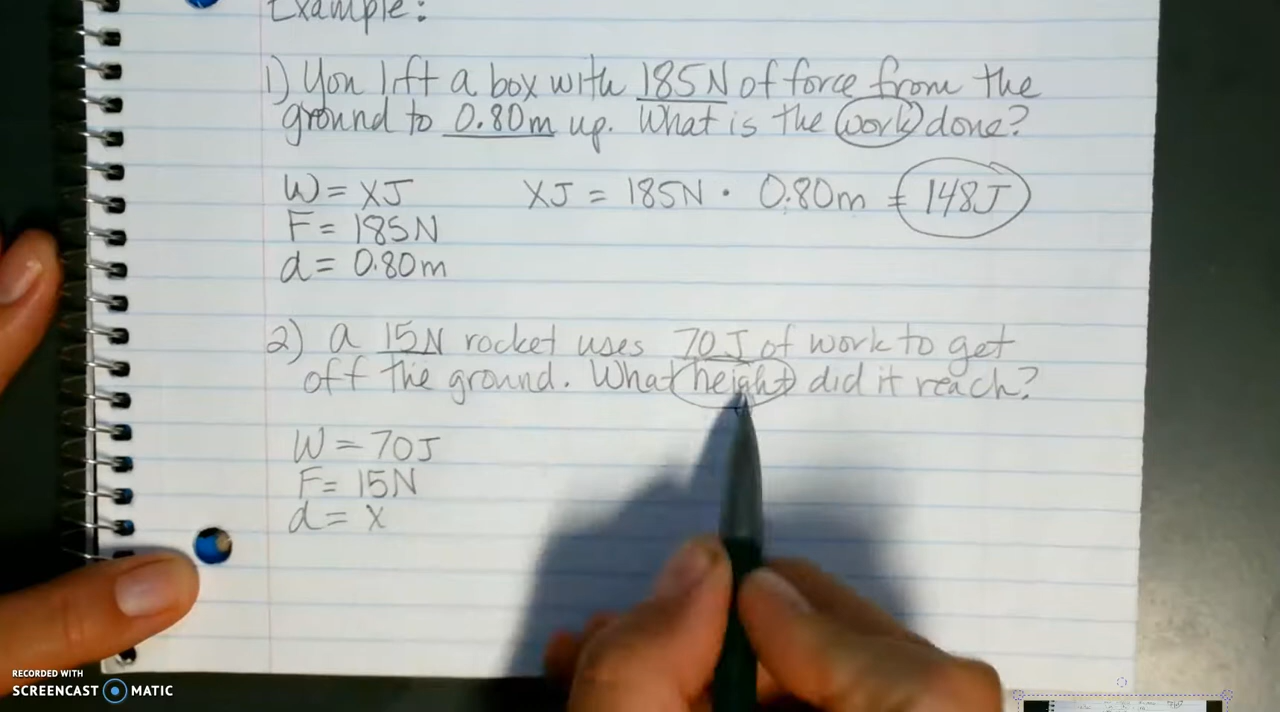 Example:
1) You lift a box with 185N of force from the
ground to 0.80m up. What is the work done?
W = XJ
XJ = 185N · 0.80m = 148J
F = 185N
d = 0.80m
2) a 15N rocket uses 70J of work to get
off the ground. What height did it reach?
W = 70J
F = 15N
d = x
RECORDED WITH
SCREENCAST MATIC